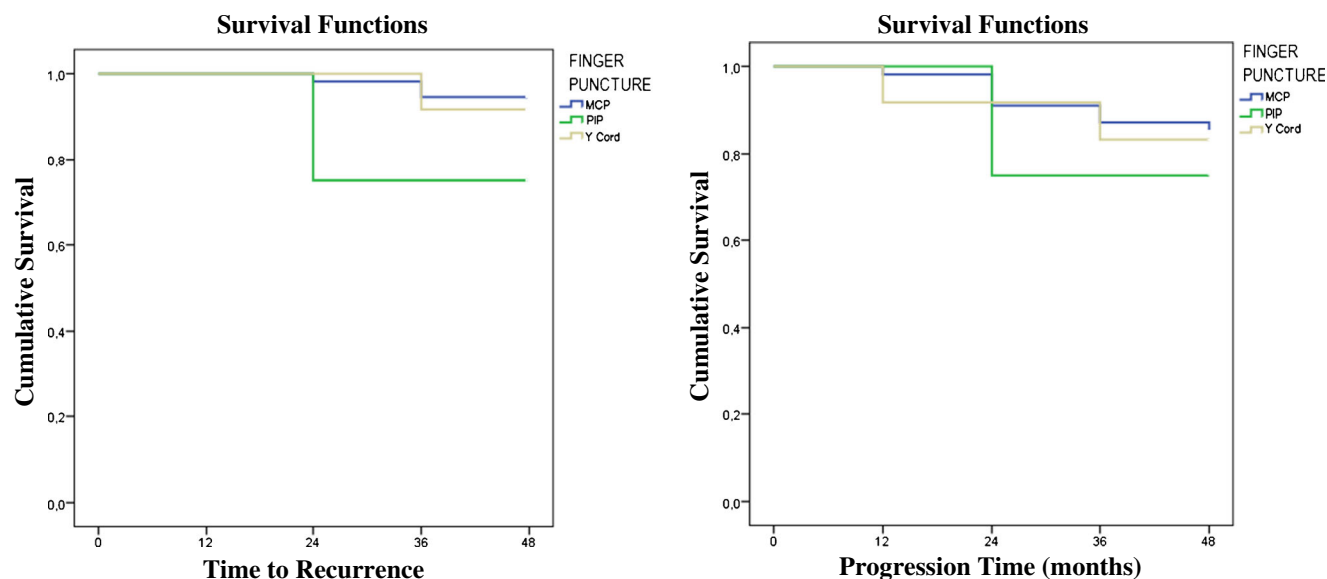 Survival Functions
FINGER
PUNCTURE
MCP
PIP
Y Cord
Cumulative Survival
1,0
0,8
0,6
0,4
0,2
0,0
0 12 24 36 48
Time to Recurrence
Survival Functions
FINGER
PUNCTURE
MCP
PIP
Y Cord
Cumulative Survival
1,0
0,8
0,6
0,4
0,2
0,0
0 12 24 36 48
Progression Time (months)